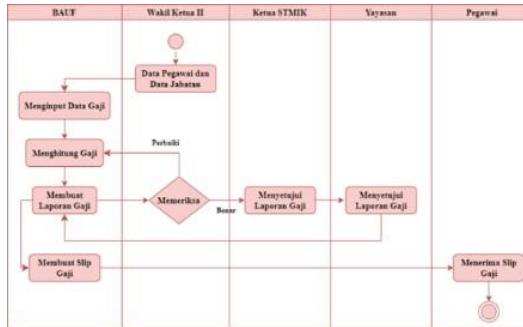 BAUF
Wakil Ketua II
Ketua STMIK
Yayasan
Pegawai
Data Pegawai dan
Data Jabatan
Menginput Data Gaji
Menghitung Gaji
Perbaiki
Membuat
Laporan Gaji
Memeriksa
Benar
Menyetujui
Laporan Gaji
Menyetujui
Laporan Gaji
Membuat Slip
Gaji
Menerima Slip
Gaji